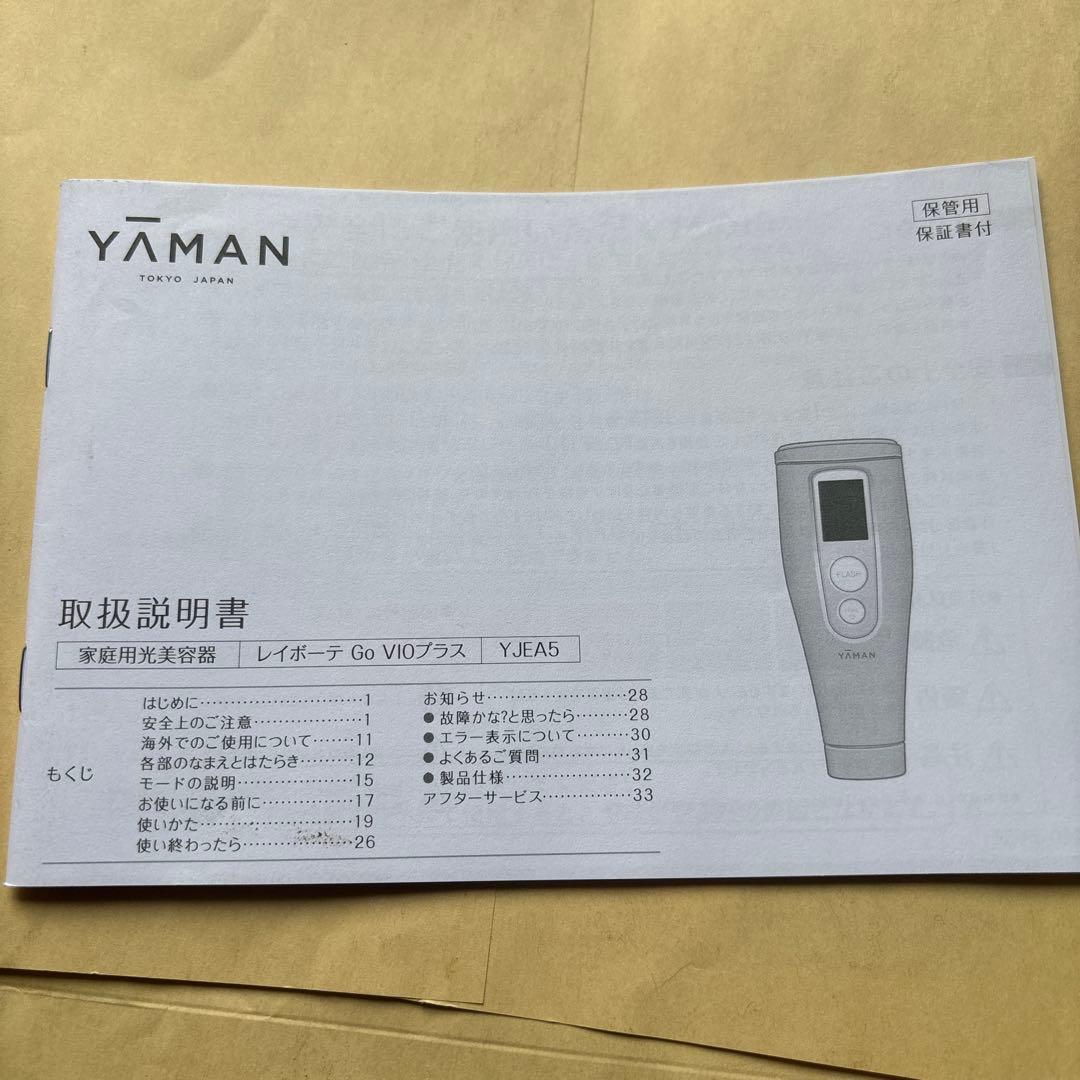 YĀMAN
TOKYO JAPAN
保管用
保証書付
FLASH
YĀMAN
取扱説明書
家庭用光美容器 レイボーテ Go VIOプラス YJEA5
もくじ
はじめに…………………………1
安全上のご注意………………1
海外でのご使用について……11
各部のなまえとはたらき………12
モードの説明…………………15
お使いになる前に……………17
使いかた………………………19
使い終わったら………………26
お知らせ……………………28
● 故障かな?と思ったら………28
● エラー表示について………30
● よくあるご質問……………31
● 製品仕様…………………32
アフターサービス……………33